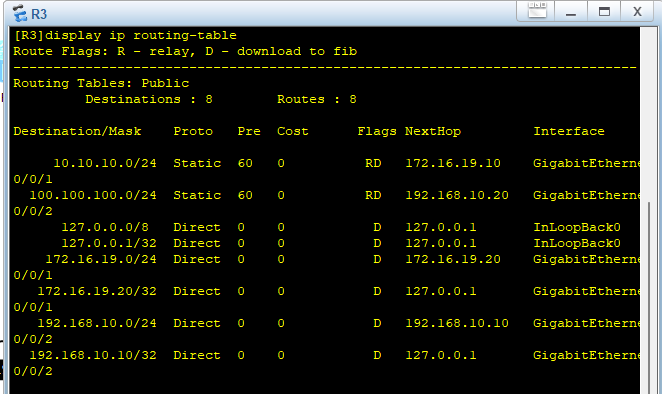 R3
[R3]display ip routing-table
Route Flags: R - relay, D - download to fib
------------------------------------------------------------------------------
Routing Tables: Public
Destinations : 8 Routes : 8
Destination/Mask Proto Pre Cost Flags NextHop Interface
10.10.10.0/24 Static 60 0 RD 172.16.19.10 GigabitEtherne
0/0/1
100.100.100.0/24 Static 60 0 RD 192.168.10.20 GigabitEtherne
0/0/2
127.0.0.0/8 Direct 0 0 D 127.0.0.1 InLoopBack0
127.0.0.1/32 Direct 0 0 D 127.0.0.1 InLoopBack0
172.16.19.0/24 Direct 0 0 D 172.16.19.20 GigabitEtherne
0/0/1
172.16.19.20/32 Direct 0 0 D 127.0.0.1 GigabitEtherne
0/0/1
192.168.10.0/24 Direct 0 0 D 192.168.10.10 GigabitEtherne
0/0/2
192.168.10.10/32 Direct 0 0 D 127.0.0.1 GigabitEtherne
0/0/2